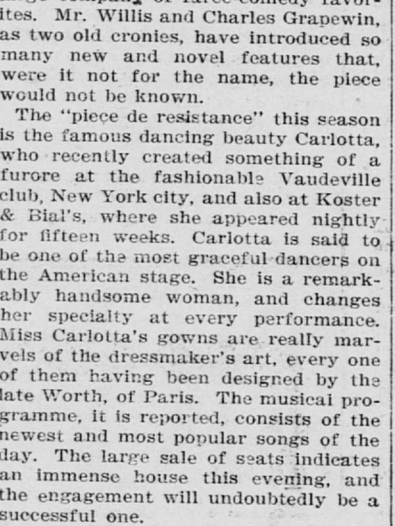 company of farce comedy favor-
ites. Mr. Willis and Charles Grapewin,
as two old cronies, have introduced so
many new and novel features that,
were it not for the name, the piece
would not be known.
The "piece de resistance" this season
is the famous dancing beauty Carlotta,
who recently created something of a
furore at the fashionable Vaudeville
club, New York city, and also at Koster
& Bial's, where she appeared nightly
for fifteen weeks. Carlotta is said to
be one of the most graceful dancers on
the American stage. She is a remark-
ably handsome woman, and changes
her specialty at every performance.
Miss Carlotta's gowns are really mar-
vels of the dressmaker's art, every one
of them having been designed by the
late Worth, of Paris. The musical pro-
gramme, it is reported, consists of the
newest and most popular songs of the
day. The large sale of seats indicates
an immense house this evening, and
the engagement will undoubtedly be a
successful one.